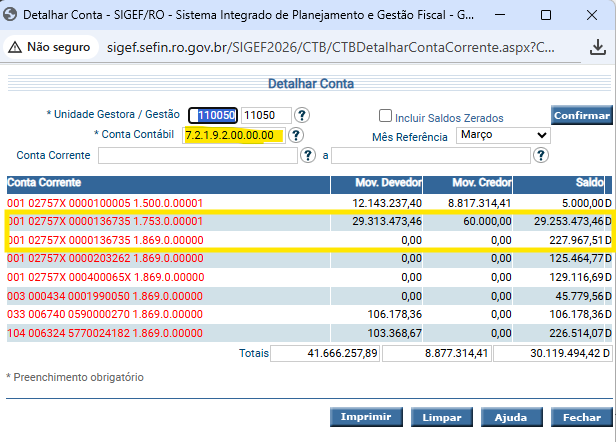 Detalhar Conta - SIGEF/RO - Sistema Integrado de Planejamento e Gestão Fiscal - G...
Não seguro sigef.sefin.ro.gov.br/SIGEF2026/CTB/CTBDetalharContaCorrente.aspx?C...
Detalhar Conta
* Unidade Gestora / Gestão 110050 11050 ? Incluir Saldos Zerados Confirmar
* Conta Contábil 7.2.1.9.2.00.00.00 ? Mês Referência Março
Conta Corrente ? a ?
Conta Corrente Mov. Devedor Mov. Credor Saldo
001 02757X 0000100005 1.500.0.00001 12.143.237,40 8.817.314,41 5.000,00 D
001 02757X 0000136735 1.753.0.00001 29.313.473,46 60.000,00 29.253.473,46 D
001 02757X 0000136735 1.869.0.00000 0,00 0,00 227.967,51 D
001 02757X 0000203262 1.869.0.00000 0,00 0,00 125.464,77 D
001 02757X 000400065X 1.869.0.00000 0,00 0,00 129.116,69 D
003 000434 0001990050 1.869.0.00000 0,00 0,00 45.779,56 D
033 006740 0590000270 1.869.0.00000 106.178,36 0,00 106.178,36 D
104 006324 5770024182 1.869.0.00000 103.368,67 0,00 226.514,07 D
Totais 41.666.257,89 8.877.314,41 30.119.494,42 D
* Preenchimento obrigatório
Imprimir Limpar Ajuda Fechar